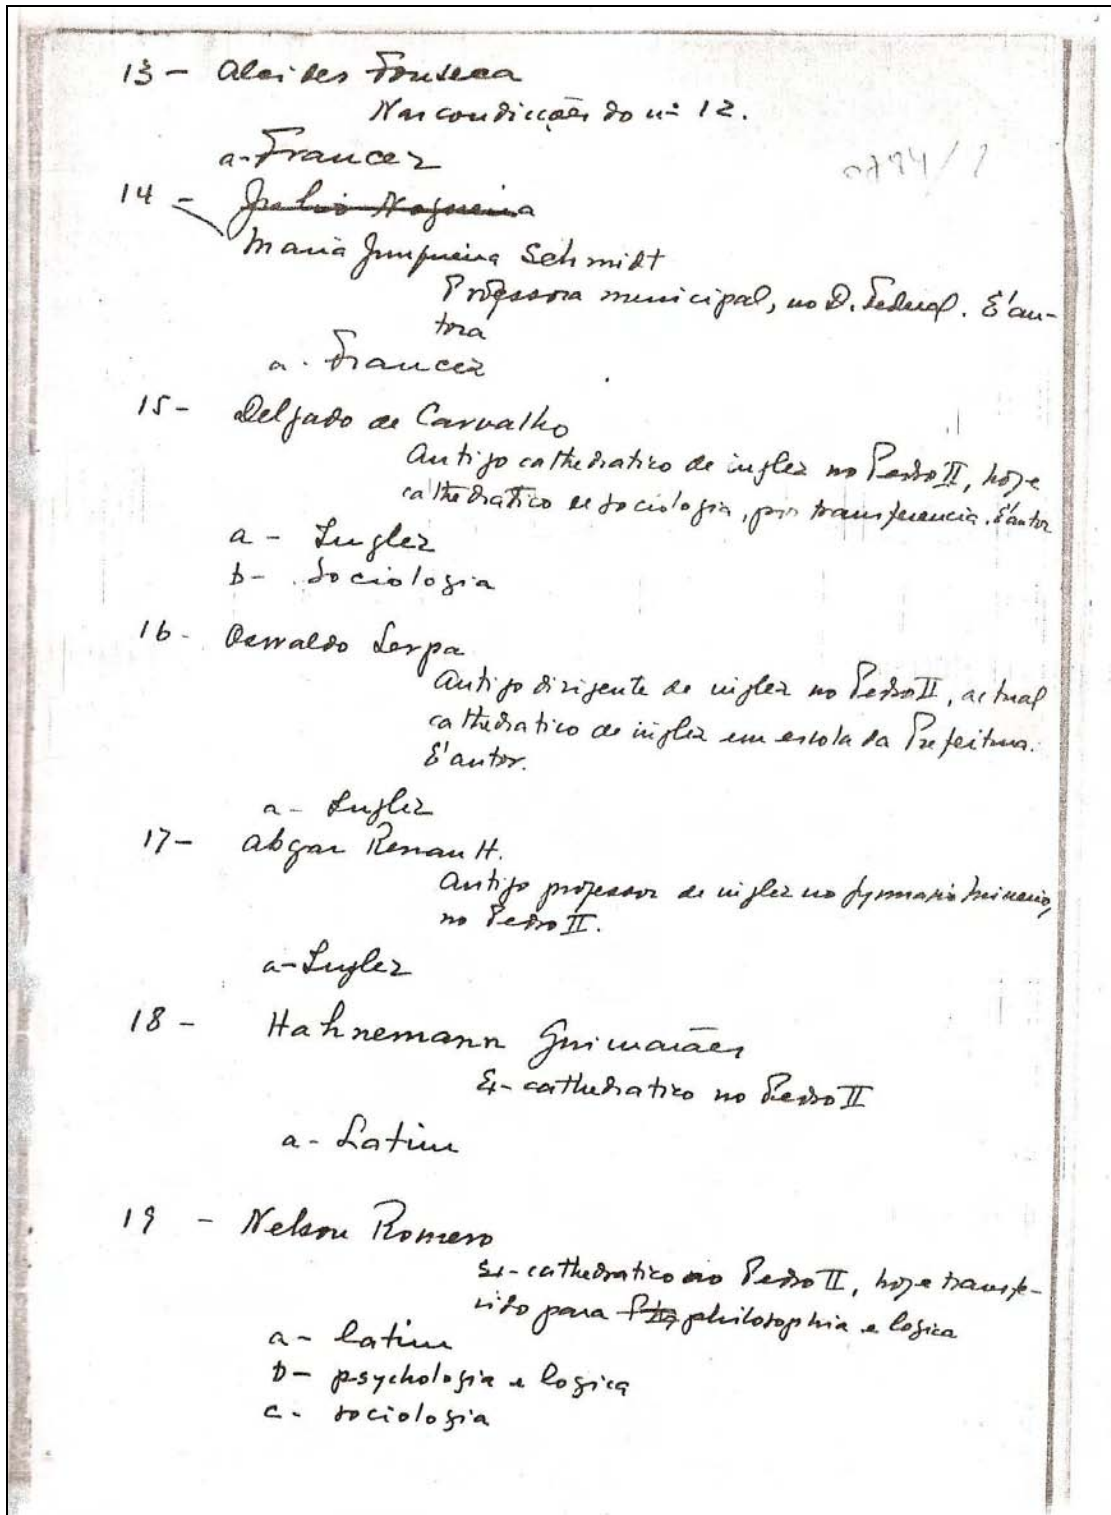 13 - Alcides Fonseca
Nas condicções do nº 12.
a - Francez
14 - Julio Nogueira
Maria Junqueira Schmidt
Professora municipal, no D. Federal. E' au-
tora
a - Francez
15 - Delgado de Carvalho
Antigo cathedratico de inglez no Pedro II, hoje
cathedratico de sociologia, por transferencia. E' autor
a - Inglez
b - Sociologia
16 - Oswaldo Serpa
Antigo dirigente de inglez no Pedro II, actual
cathedratico de inglez em escola da Prefeitura.
E' autor.
a - Inglez
17 - Abgar Renault.
Antigo professor de inglez no Gymnasio Mineiro,
no Pedro II.
a - Inglez
18 - Hahnemann Guimarães
Ex-cathedratico no Pedro II
a - Latim
19 - Nelson Romero
Ex-cathedratico no Pedro II, hoje transfe-
rido para philosophia e logica
a - latim
b - psychologia e logica
c - sociologia